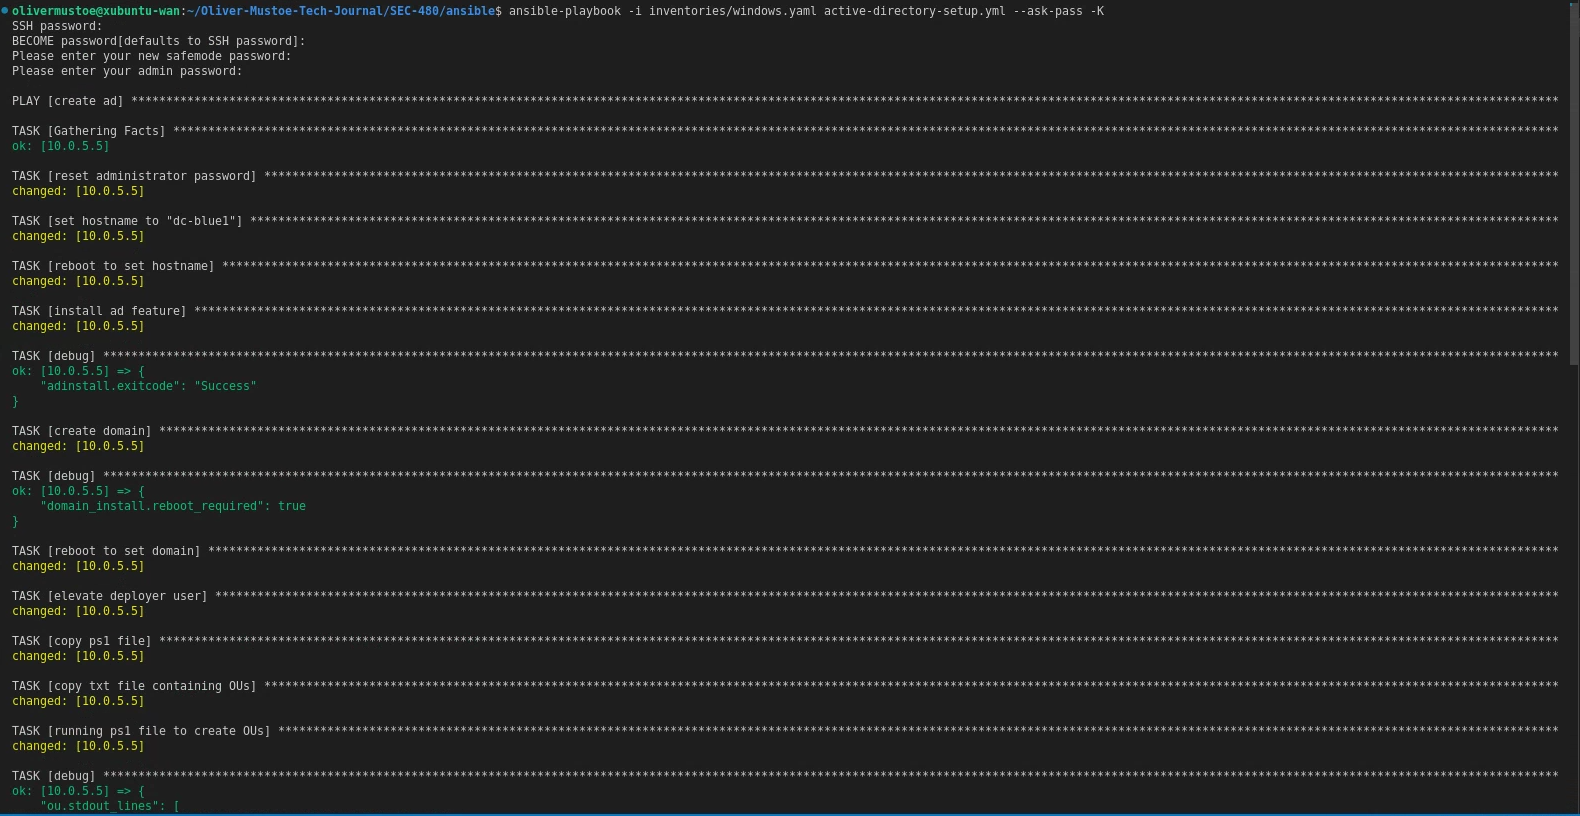 olivermustoe@xubuntu-wan:~/Oliver-Mustoe-Tech-Journal/SEC-480/ansible$ ansible-playbook -i inventories/windows.yaml active-directory-setup.yml --ask-pass -K
SSH password:
BECOME password[defaults to SSH password]:
Please enter your new safemode password:
Please enter your admin password:
PLAY [create ad] ****************************************************************************************************************************************************************************************************************
TASK [Gathering Facts] **********************************************************************************************************************************************************************************************************
ok: [10.0.5.5]
TASK [reset administrator password] *********************************************************************************************************************************************************************************************
changed: [10.0.5.5]
TASK [set hostname to "dc-blue1"] ***********************************************************************************************************************************************************************************************
changed: [10.0.5.5]
TASK [reboot to set hostname] ***************************************************************************************************************************************************************************************************
changed: [10.0.5.5]
TASK [install ad feature] *******************************************************************************************************************************************************************************************************
changed: [10.0.5.5]
TASK [debug] ********************************************************************************************************************************************************************************************************************
ok: [10.0.5.5] => {
    "adinstall.exitcode": "Success"
}
TASK [create domain] ************************************************************************************************************************************************************************************************************
changed: [10.0.5.5]
TASK [debug] ********************************************************************************************************************************************************************************************************************
ok: [10.0.5.5] => {
    "domain_install.reboot_required": true
}
TASK [reboot to set domain] *****************************************************************************************************************************************************************************************************
changed: [10.0.5.5]
TASK [elevate deployer user] ****************************************************************************************************************************************************************************************************
changed: [10.0.5.5]
TASK [copy ps1 file] ************************************************************************************************************************************************************************************************************
changed: [10.0.5.5]
TASK [copy txt file containing OUs] *********************************************************************************************************************************************************************************************
changed: [10.0.5.5]
TASK [running ps1 file to create OUs] *******************************************************************************************************************************************************************************************
changed: [10.0.5.5]
TASK [debug] ********************************************************************************************************************************************************************************************************************
ok: [10.0.5.5] => {
    "ou.stdout_lines": [